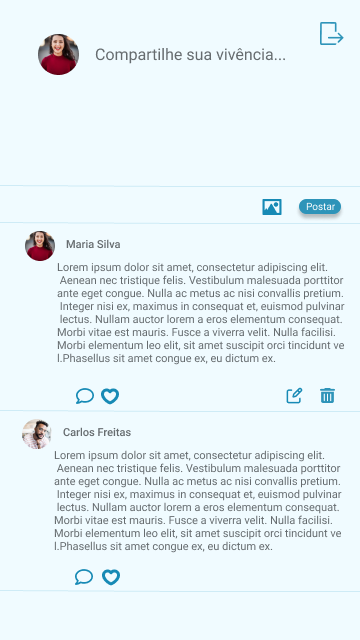 Compartilhe sua vivência...
Postar
Maria Silva
Lorem ipsum dolor sit amet, consectetur adipiscing elit.
Aenean nec tristique felis. Vestibulum malesuada porttitor
ante eget congue. Nulla ac metus ac nisi convallis pretium.
Integer nisi ex, maximus in consequat et, euismod pulvinar
lectus. Nullam auctor lorem a eros elementum consequat.
Morbi vitae est mauris. Fusce a viverra velit. Nulla facilisi.
Morbi elementum leo elit, sit amet suscipit orci tincidunt ve
l.Phasellus sit amet congue ex, eu dictum ex.
Carlos Freitas
Lorem ipsum dolor sit amet, consectetur adipiscing elit.
Aenean nec tristique felis. Vestibulum malesuada porttitor
ante eget congue. Nulla ac metus ac nisi convallis pretium.
Integer nisi ex, maximus in consequat et, euismod pulvinar
lectus. Nullam auctor lorem a eros elementum consequat.
Morbi vitae est mauris. Fusce a viverra velit. Nulla facilisi.
Morbi elementum leo elit, sit amet suscipit orci tincidunt ve
l.Phasellus sit amet congue ex, eu dictum ex.